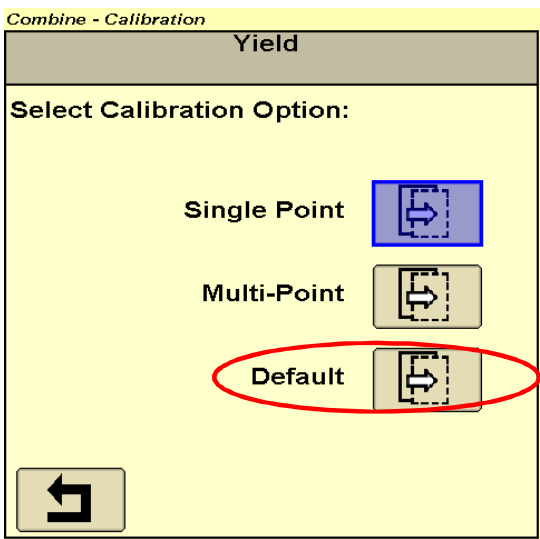 Combine - Calibration
Yield
Select Calibration Option:
Single Point
Multi-Point
Default